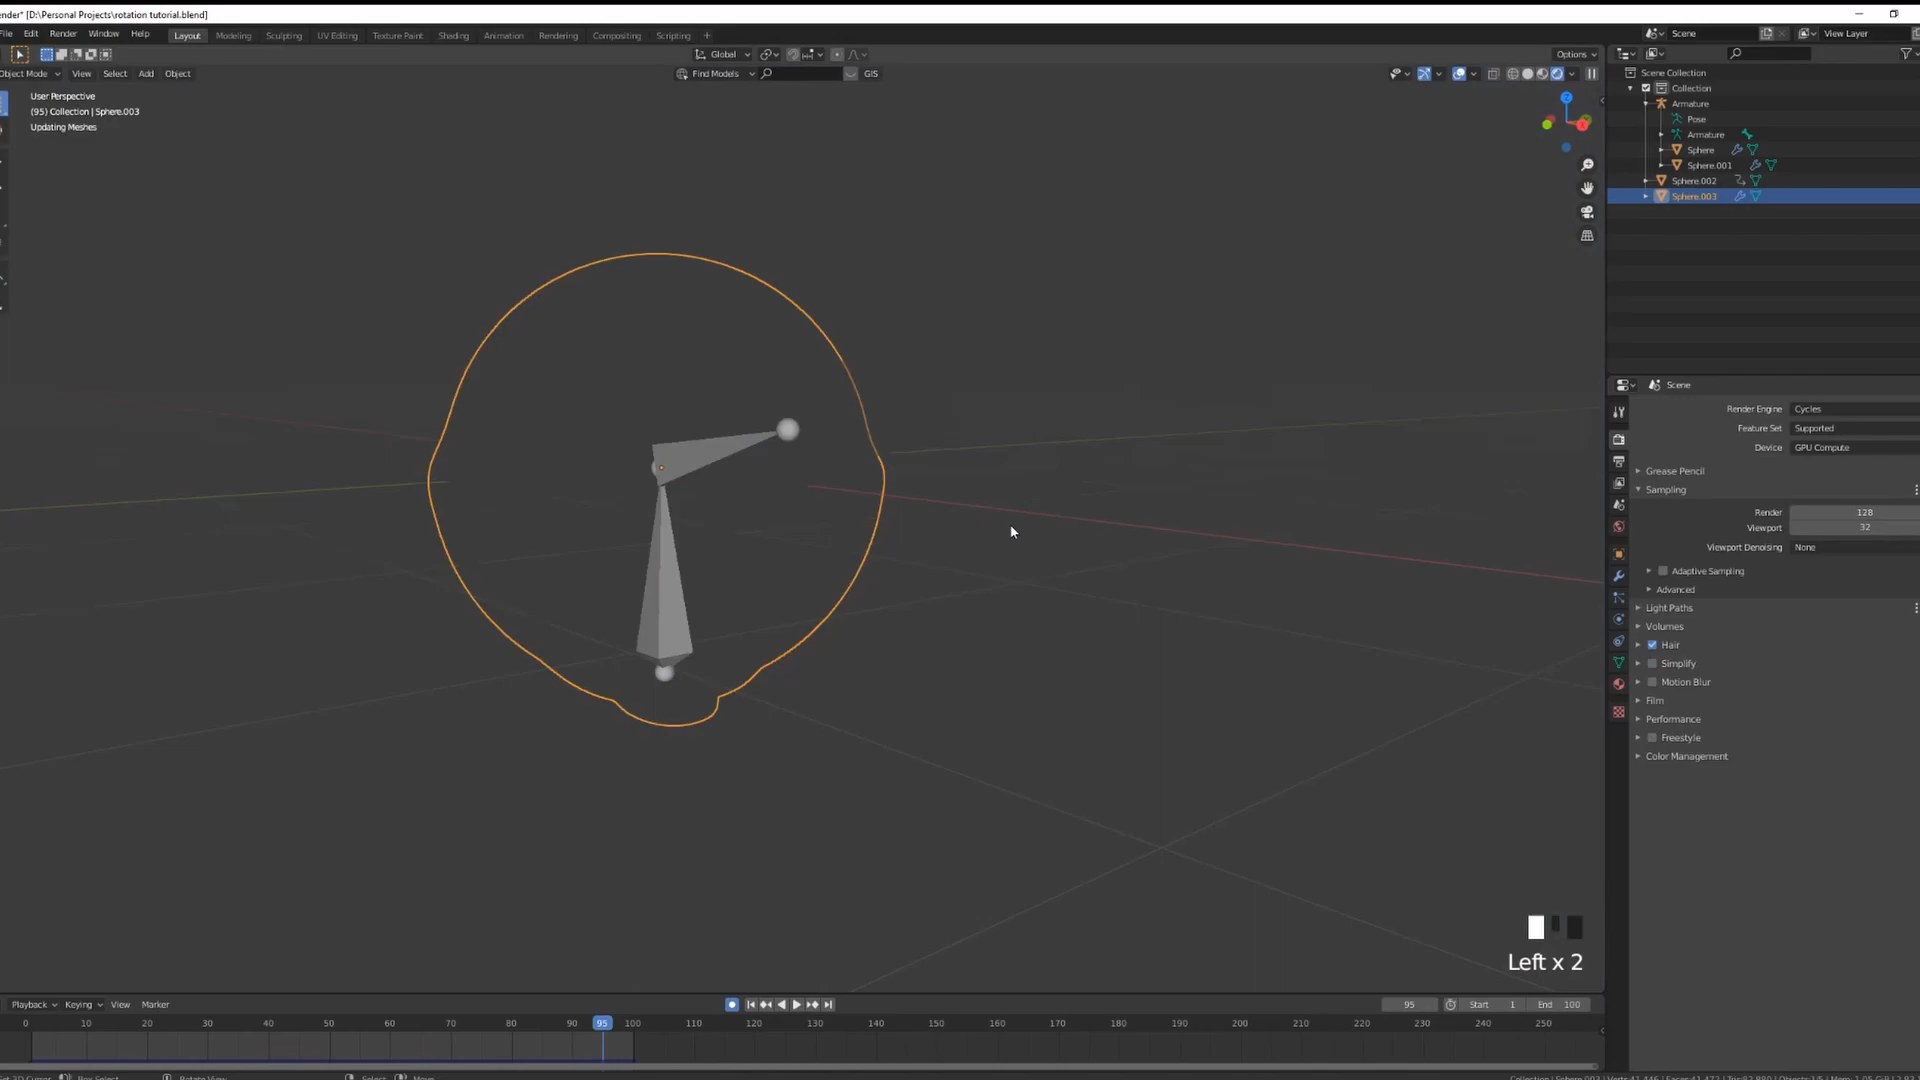 ender* [D:\Personal Projects\rotation tutorial.blend]
File Edit Render Window Help Layout Modeling Sculpting UV Editing Texture Paint Shading Animation Rendering Compositing Scripting + Scene View Layer
Global Options
Object Mode View Select Add Object Find Models GIS
User Perspective
(95) Collection | Sphere.003
Updating Meshes
Z
Scene Collection
Collection
Armature
Pose
Armature
Sphere
Sphere.001
Sphere.002
Sphere.003
Scene
Render Engine Cycles
Feature Set Supported
Device GPU Compute
Grease Pencil
Sampling
Render 128
Viewport 32
Viewport Denoising None
Adaptive Sampling
Advanced
Light Paths
Volumes
Hair
Simplify
Motion Blur
Film
Performance
Freestyle
Color Management
Left x 2
Playback Keying View Marker 95 Start 1 End 100
0 10 20 30 40 50 60 70 80 90 95 100 110 120 130 140 150 160 170 180 190 200 210 220 230 240 250